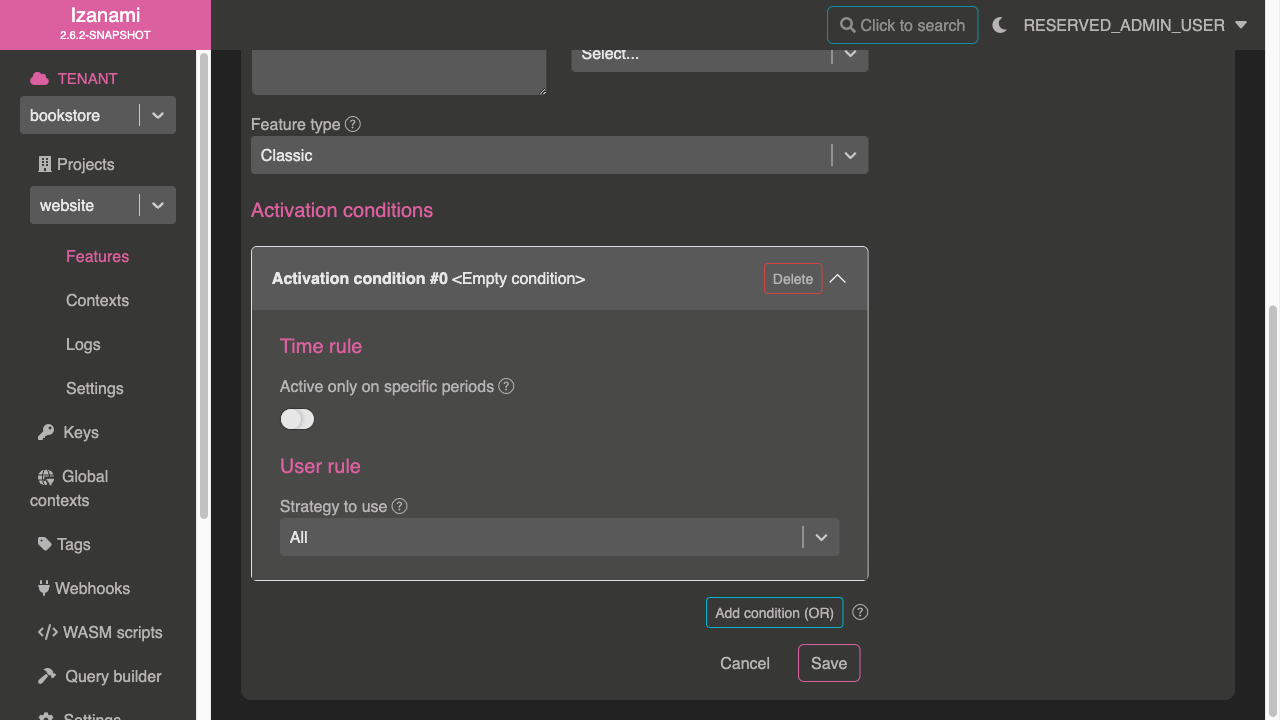 Izanami
2.6.2-SNAPSHOT
Click to search
RESERVED_ADMIN_USER
TENANT
bookstore
Projects
website
Features
Contexts
Logs
Settings
Keys
Global
contexts
Tags
Webhooks
WASM scripts
Query builder
Settings
Select...
Feature type
Classic
Activation conditions
Activation condition #0 <Empty condition>
Delete
Time rule
Active only on specific periods
User rule
Strategy to use
All
Add condition (OR)
Cancel
Save